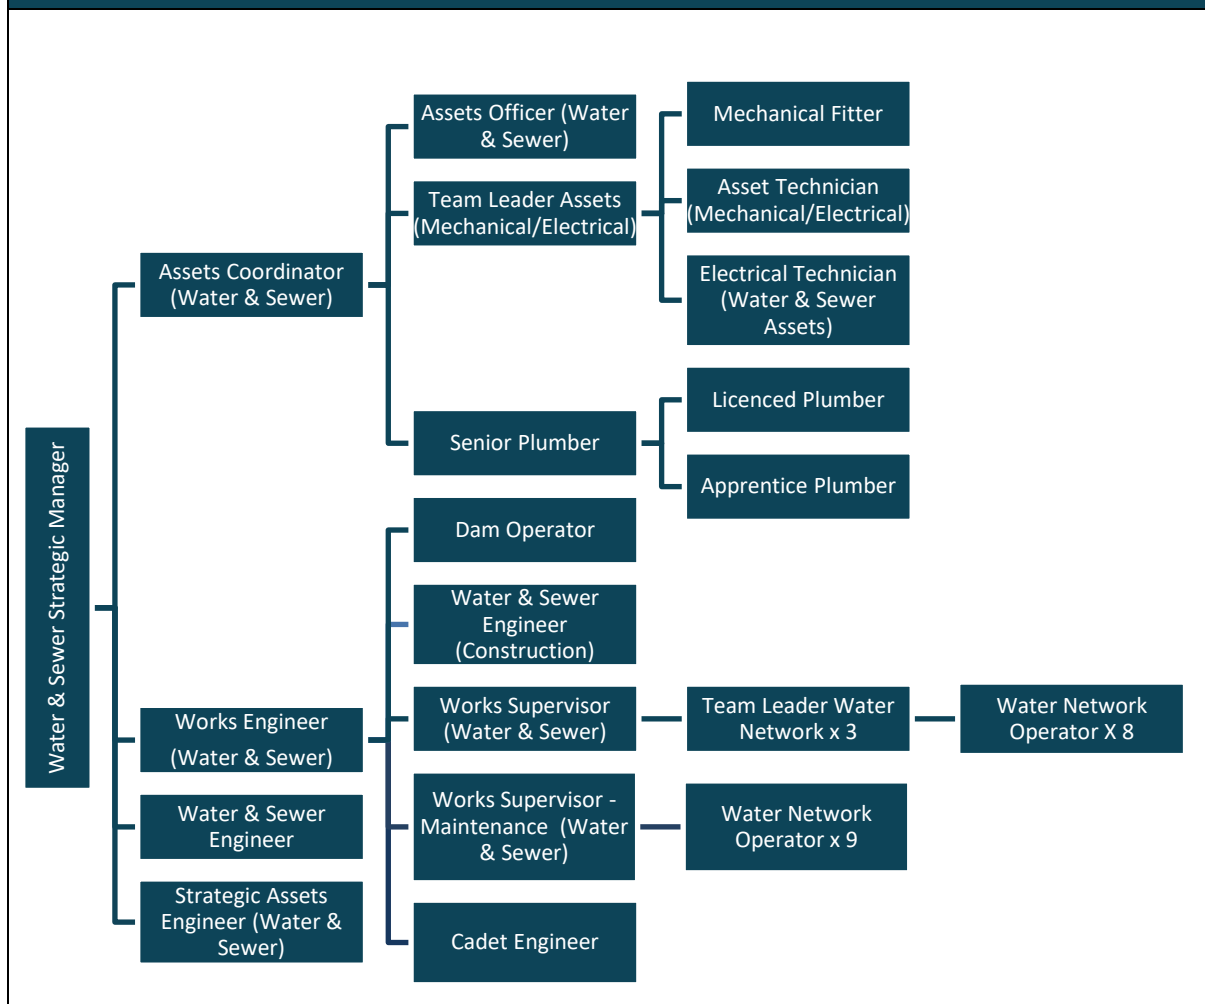 Water & Sewer Strategic Manager
Assets Coordinator
(Water & Sewer)
Assets Officer (Water
& Sewer)
Team Leader Assets
(Mechanical/Electrical)
Mechanical Fitter
Asset Technician
(Mechanical/Electrical)
Electrical Technician
(Water & Sewer
Assets)
Senior Plumber
Licenced Plumber
Apprentice Plumber
Works Engineer
(Water & Sewer)
Dam Operator
Water & Sewer
Engineer
(Construction)
Works Supervisor
(Water & Sewer)
Team Leader Water
Network x 3
Water Network
Operator X 8
Works Supervisor -
Maintenance (Water
& Sewer)
Water Network
Operator x 9
Cadet Engineer
Water & Sewer
Engineer
Strategic Assets
Engineer (Water &
Sewer)